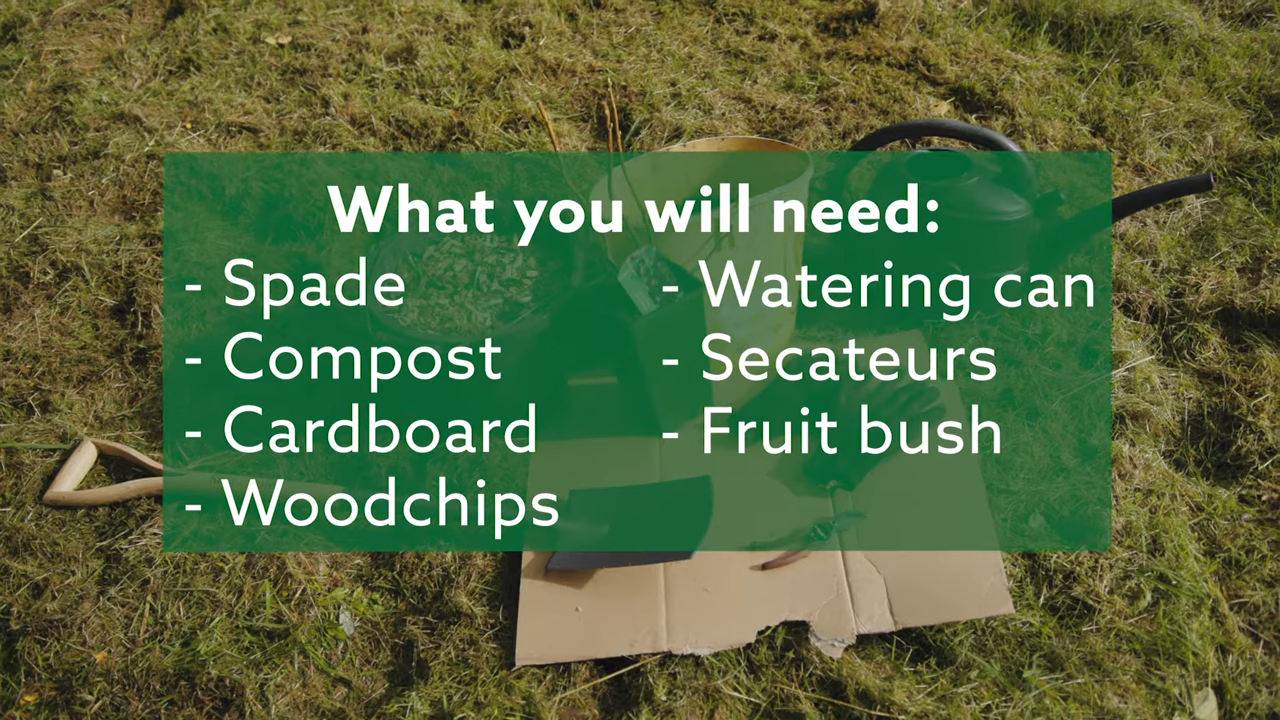 What you will need:
- Spade
- Compost
- Cardboard
- Woodchips
- Watering can
- Secateurs
- Fruit bush